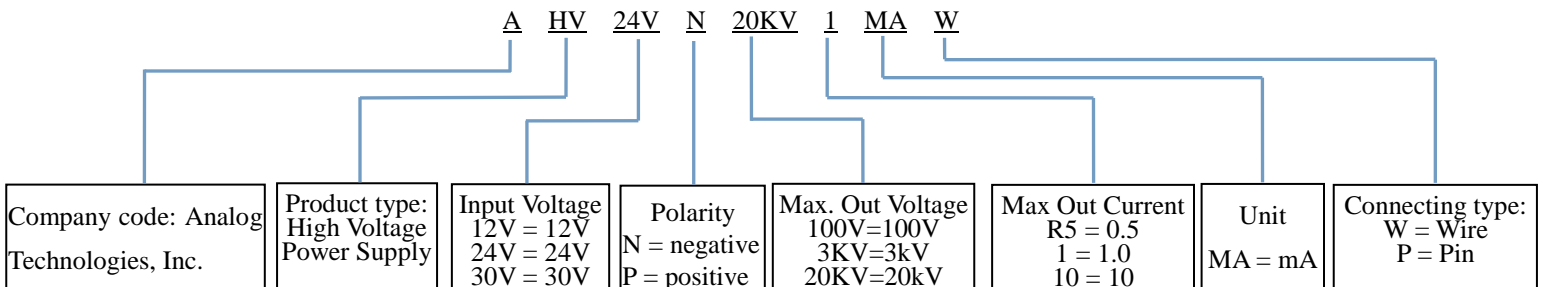 A HV 24V N 20KV 1 MA W
Company code: Analog
Technologies, Inc.
Product type:
High Voltage
Power Supply
Input Voltage
12V = 12V
24V = 24V
30V = 30V
Polarity
N = negative
P = positive
Max. Out Voltage
100V=100V
3KV=3kV
20KV=20kV
Max Out Current
R5 = 0.5
1 = 1.0
10 = 10
Unit
MA = mA
Connecting type:
W = Wire
P = Pin